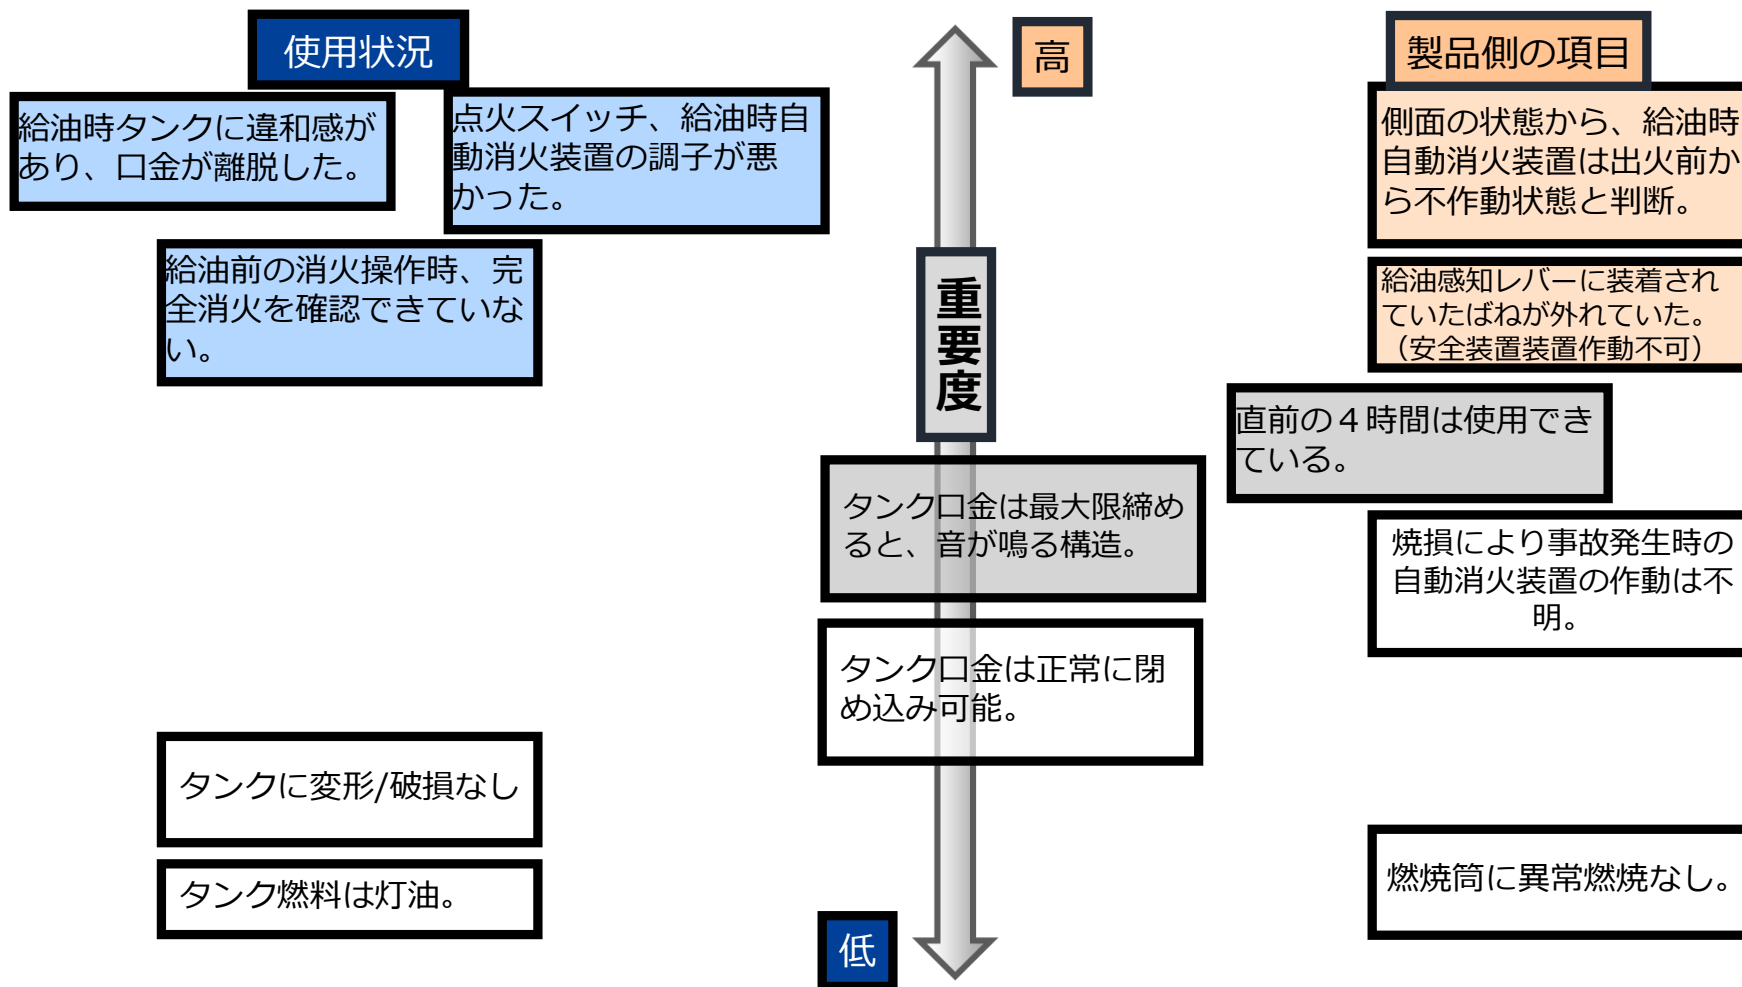 使用状況
給油時タンクに違和感が
あり、口金が離脱した。
点火スイッチ、給油時自
動消火装置の調子が悪
かった。
給油前の消火操作時、完
全消火を確認できていな
い。
タンクに変形/破損なし
タンク燃料は灯油。
高
重要度
タンク口金は最大限締め
ると、音が鳴る構造。
タンク口金は正常に閉
め込み可能。
低
製品側の項目
側面の状態から、給油時
自動消火装置は出火前か
ら不作動状態と判断。
給油感知レバーに装着され
ていたばねが外れていた。
（安全装置装置作動不可）
直前の４時間は使用でき
ている。
焼損により事故発生時の
自動消火装置の作動は不
明。
燃焼筒に異常燃焼なし。